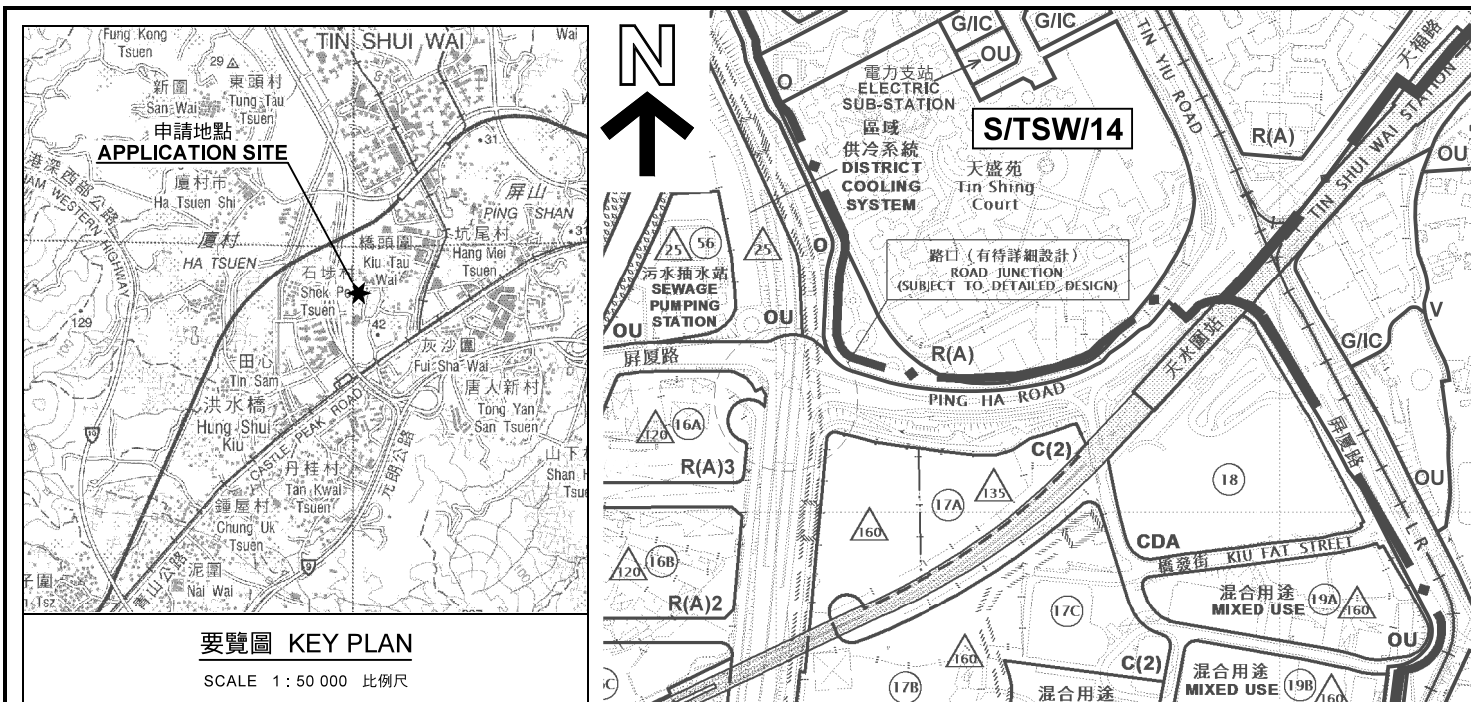 Fung Kong
Tsuen
TIN SHUI WAI
Wai
29
新圍
San Wai
東頭村
Tung Tau
Tsuen
申請地點
APPLICATION SITE
31
港深西部公路
廈村市
Ha Tsuen Shi
屏山
PING SHAN
廈村
HA TSUEN
橋頭圍
Kiu Tau
Wai
坑尾村
Hang Mei
Tsuen
石埗村
Tsuen
129
100
42
灰沙圍
Fui Sha Wai
田心
Tin Sam
洪水橋
Hung Shui
Kiu
唐人新村
Tong Yan
San Tsuen
CASTLE PEAK ROAD
元朗公路
丹桂村
Tan Kwai
Tsuen
鍾屋村
Chung Uk
Tsuen
泥圍
Nai Wai
青山公路
100
要覽圖 KEY PLAN
SCALE 1 : 50 000 比例尺
N
G/IC
G/IC
OU
O
電力支站
ELECTRIC
SUB-STATION
S/TSW/14
區域
供冷系統
DISTRICT
COOLING
SYSTEM
天盛苑
Tin Shing
Court
TIN YIU ROAD
天福路
R(A)
OU
TIN SHUI WAI STATION
25
56
25
O
污水抽水站
SEWAGE
PUMPING
STATION
路口 (有待詳細設計)
ROAD JUNCTION
(SUBJECT TO DETAILED DESIGN)
OU
OU
屏廈路
R(A)
PING HA ROAD
天水圍站
G/IC
V
16A
120
R(A)3
C(2)
17A
135
160
18
屏廈路
OU
L R
CDA
橋發街 KIU FAT STREET
16B
120
R(A)2
17C
混合用途
MIXED USE
19A
160
OU
160
C(2)
17B
混合用途
混合用途
MIXED USE
19B
160